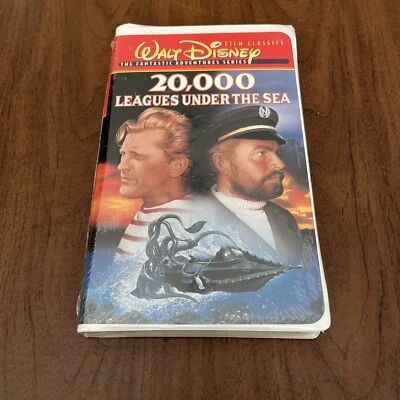 FILM CLASSICS
WALT DISNEY
THE FANTASTIC ADVENTURES SERIES
20,000
LEAGUES UNDER THE SEA